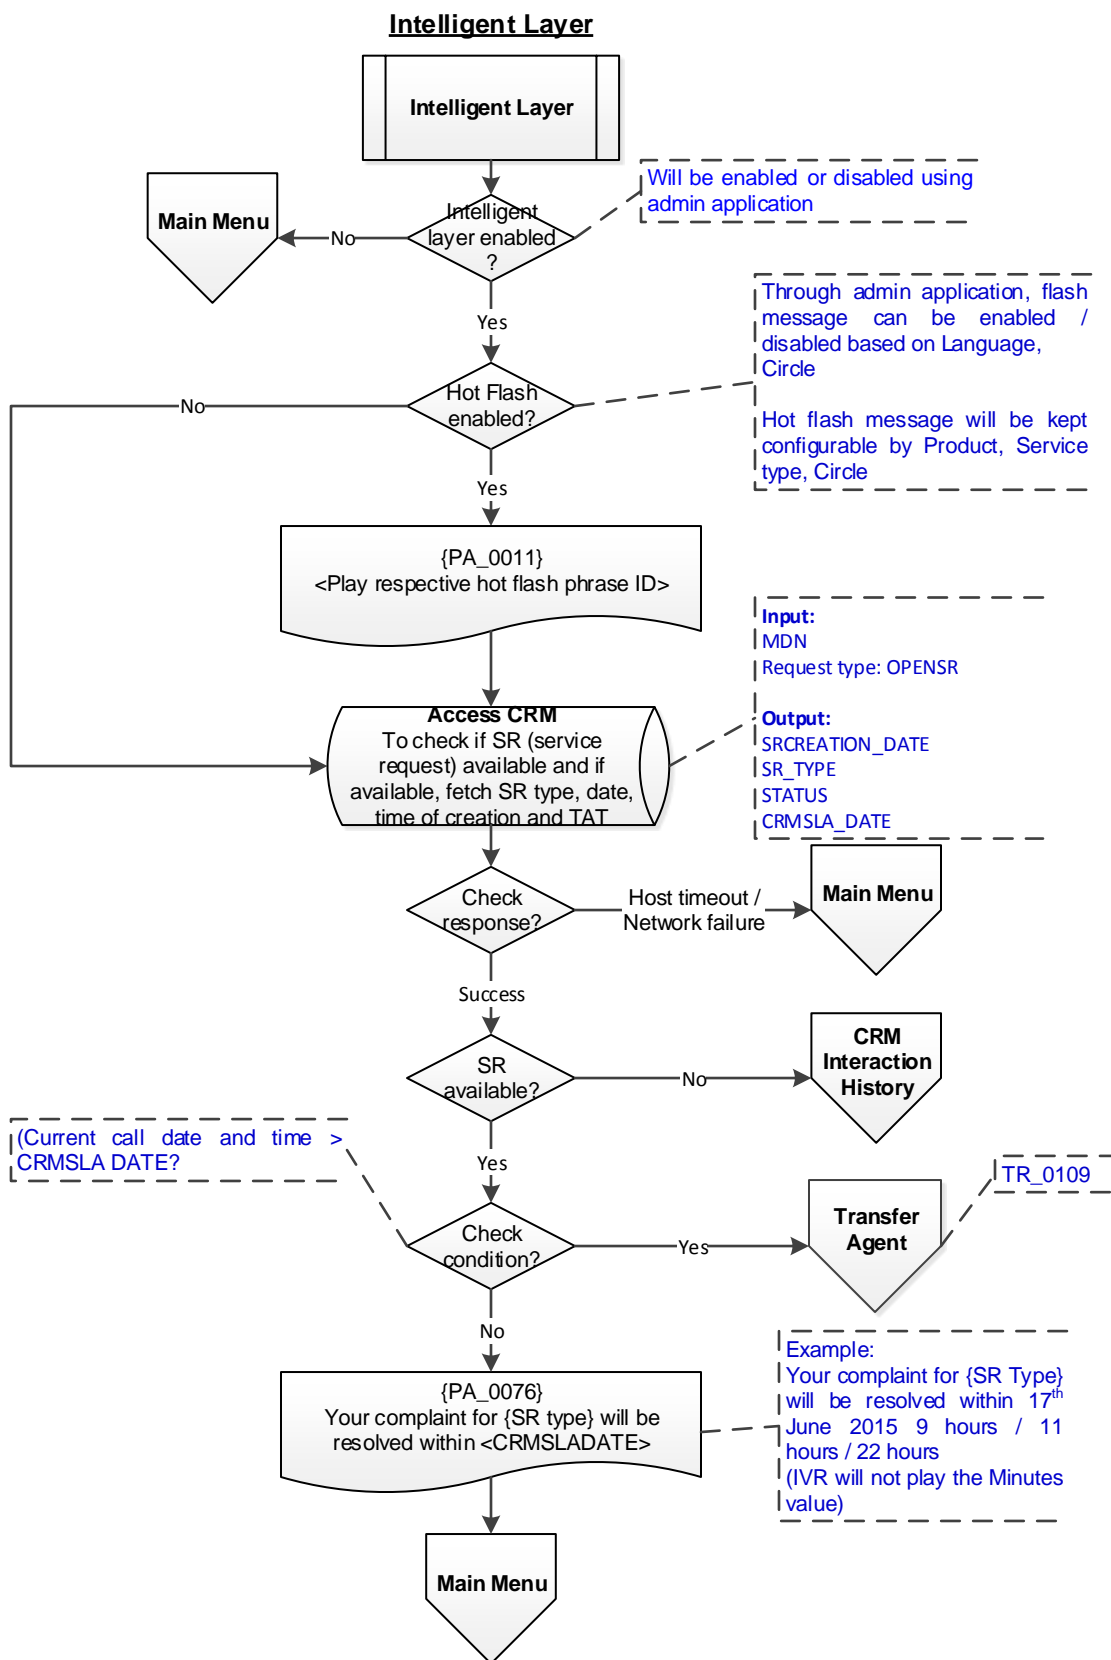 Intelligent Layer
Intelligent Layer
Will be enabled or disabled using
admin application
Main Menu
No
Intelligent
layer enabled
?
Yes
Through admin application, flash
message can be enabled /
disabled based on Language,
Circle
Hot flash message will be kept
configurable by Product, Service
type, Circle
No
Hot Flash
enabled?
Yes
{PA_0011}
<Play respective hot flash phrase ID>
Input:
MDN
Request type: OPENSR
Output:
SRCREATION_DATE
SR_TYPE
STATUS
CRMSLA_DATE
Access CRM
To check if SR (service
request) available and if
available, fetch SR type, date,
time of creation and TAT
Check
response?
Host timeout /
Network failure
Main Menu
Success
SR
available?
No
CRM
Interaction
History
(Current call date and time >
CRMSLA DATE?
Yes
Check
condition?
Yes
Transfer
Agent
TR_0109
No
{PA_0076}
Your complaint for {SR type} will be
resolved within <CRMSLADATE>
Example:
Your complaint for {SR Type}
will be resolved within 17th
June 2015 9 hours / 11
hours / 22 hours
(IVR will not play the Minutes
value)
Main Menu